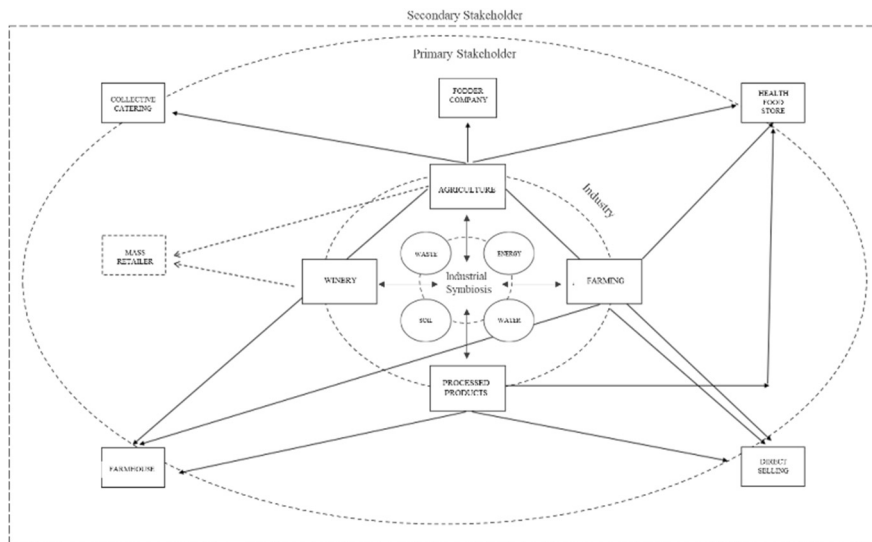 Secondary Stakeholder
Primary Stakeholder
COLLECTIVE
CATERING
FODDER
COMPANY
HEALTH
FOOD
STORE
AGRICULTURE
Industry
MASS
RETAILER
WASTE
ENERGY
WINERY
Industrial
Symbiosis
FARMING
SOIL
WATER
PROCESSED
PRODUCTS
FARMHOUSE
DIRECT
SELLING